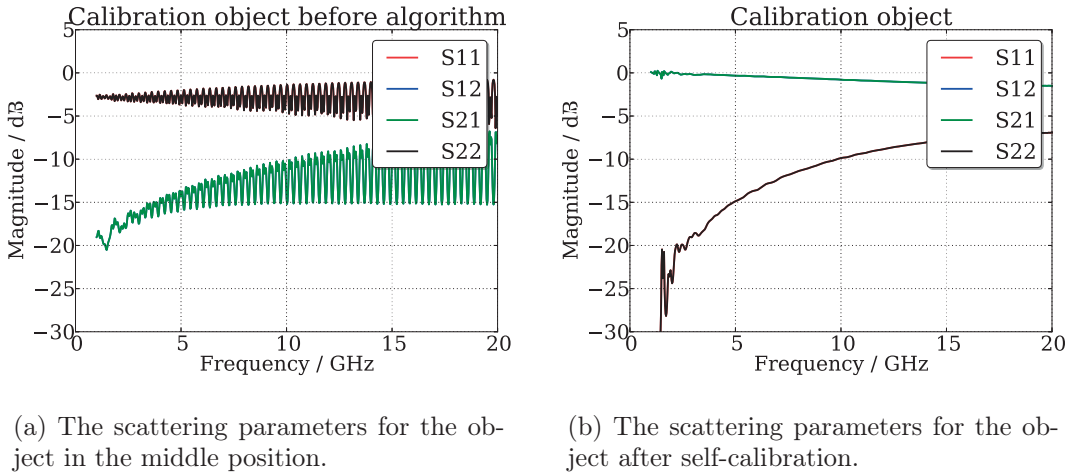 Calibration object before algorithm
5
0
−5
−10
−15
−20
−25
−30
Magnitude / dB
0
5
10
15
20
Frequency / GHz
S11
S12
S21
S22
Calibration object
5
0
−5
−10
−15
−20
−25
−30
Magnitude / dB
0
5
10
15
20
Frequency / GHz
S11
S12
S21
S22
(a) The scattering parameters for the ob-
ject in the middle position.
(b) The scattering parameters for the ob-
ject after self-calibration.